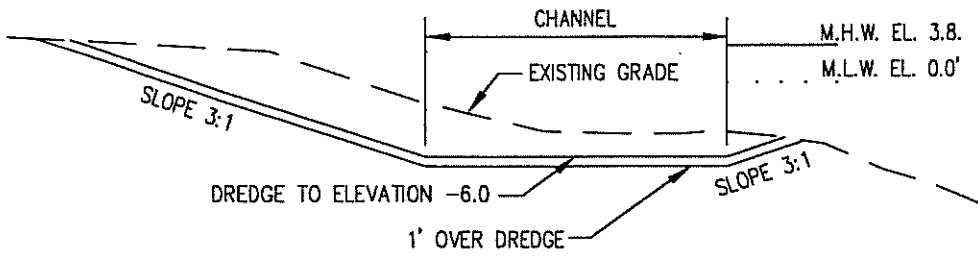 CHANNEL
M.H.W. EL. 3.8.
M.L.W. EL. 0.0'
EXISTING GRADE
SLOPE 3:1
SLOPE 3:1
DREDGE TO ELEVATION -6.0
1' OVER DREDGE